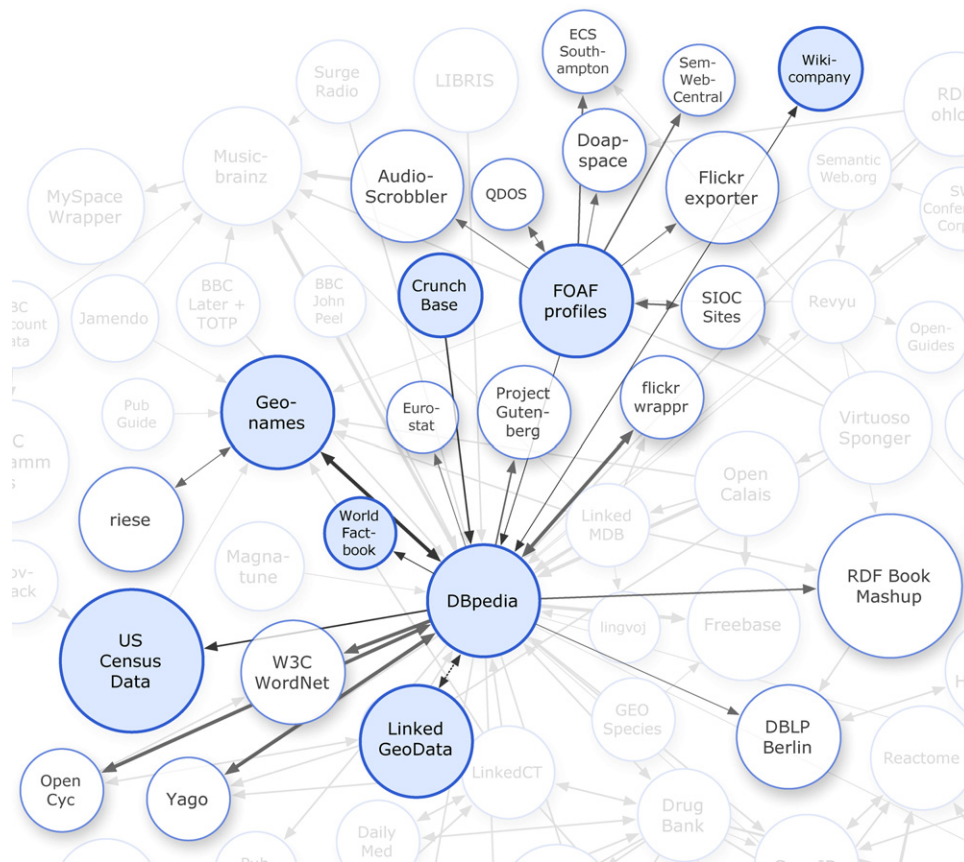 ECS
South-
ampton
Sem-
Web-
Central
Wiki-
company
Surge
Radio
LIBRIS
Doap-
space
Music-
brainz
Audio-
Scrobbler
QDOS
Flickr
exporter
Semantic
Web.org
MySpace
Wrapper
Crunch
Base
FOAF
profiles
SIOC
Sites
Revyu
BBC
Later +
TOTP
BBC
John
Peel
Jamendo
Open-
Guides
Geo-
names
Pub
Guide
Euro-
stat
Project
Guten-
berg
flickr
wrappr
Virtuoso
Sponger
Open
Calais
riese
World
Fact-
book
Linked
MDB
Magna-
tune
DBpedia
RDF Book
Mashup
lingvoj
Freebase
US
Census
Data
W3C
WordNet
Linked
GeoData
GEO
Species
DBLP
Berlin
Open
Cyc
Yago
LinkedCT
Reactome
Drug
Bank
Daily
Med